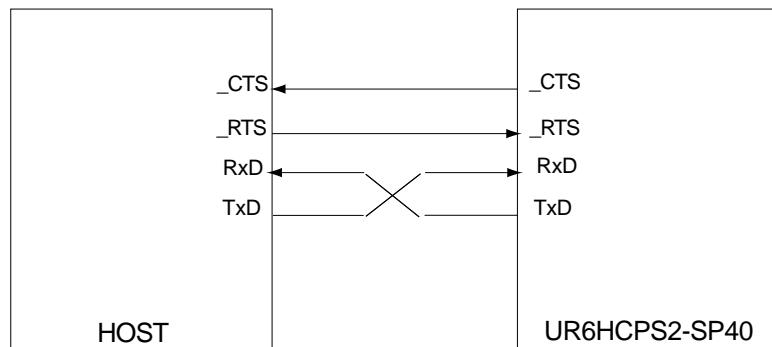 _CTS _CTS
_RTS _RTS
RxD RxD
TxD TxD
HOST UR6HCPS2-SP40